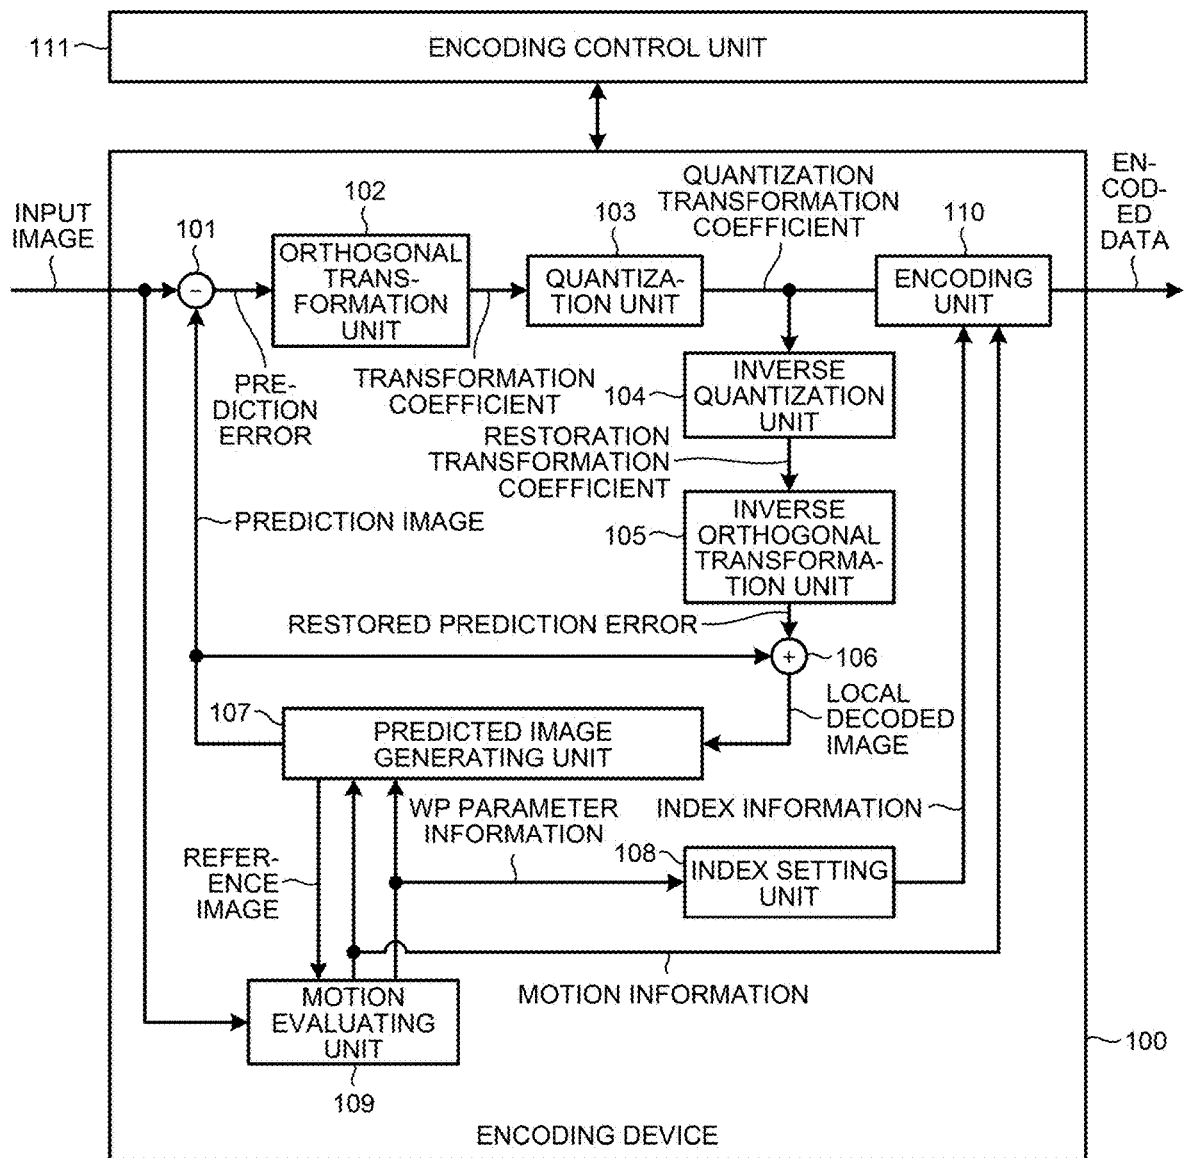 111
ENCODING CONTROL UNIT
INPUT
IMAGE
101
−
102
ORTHOGONAL
TRANS-
FORMATION
UNIT
103
QUANTIZA-
TION UNIT
QUANTIZATION
TRANSFORMATION
COEFFICIENT
110
ENCODING
UNIT
EN-
COD-
ED
DATA
PRE-
DICTION
ERROR
TRANSFORMATION
COEFFICIENT
104
INVERSE
QUANTIZATION
UNIT
RESTORATION
TRANSFORMATION
COEFFICIENT
PREDICTION IMAGE
105
INVERSE
ORTHOGONAL
TRANSFORMA-
TION UNIT
RESTORED PREDICTION ERROR
+
106
107
PREDICTED IMAGE
GENERATING UNIT
LOCAL
DECODED
IMAGE
WP PARAMETER
INFORMATION
INDEX INFORMATION
REFER-
ENCE
IMAGE
108
INDEX SETTING
UNIT
MOTION INFORMATION
MOTION
EVALUATING
UNIT
109
100
ENCODING DEVICE